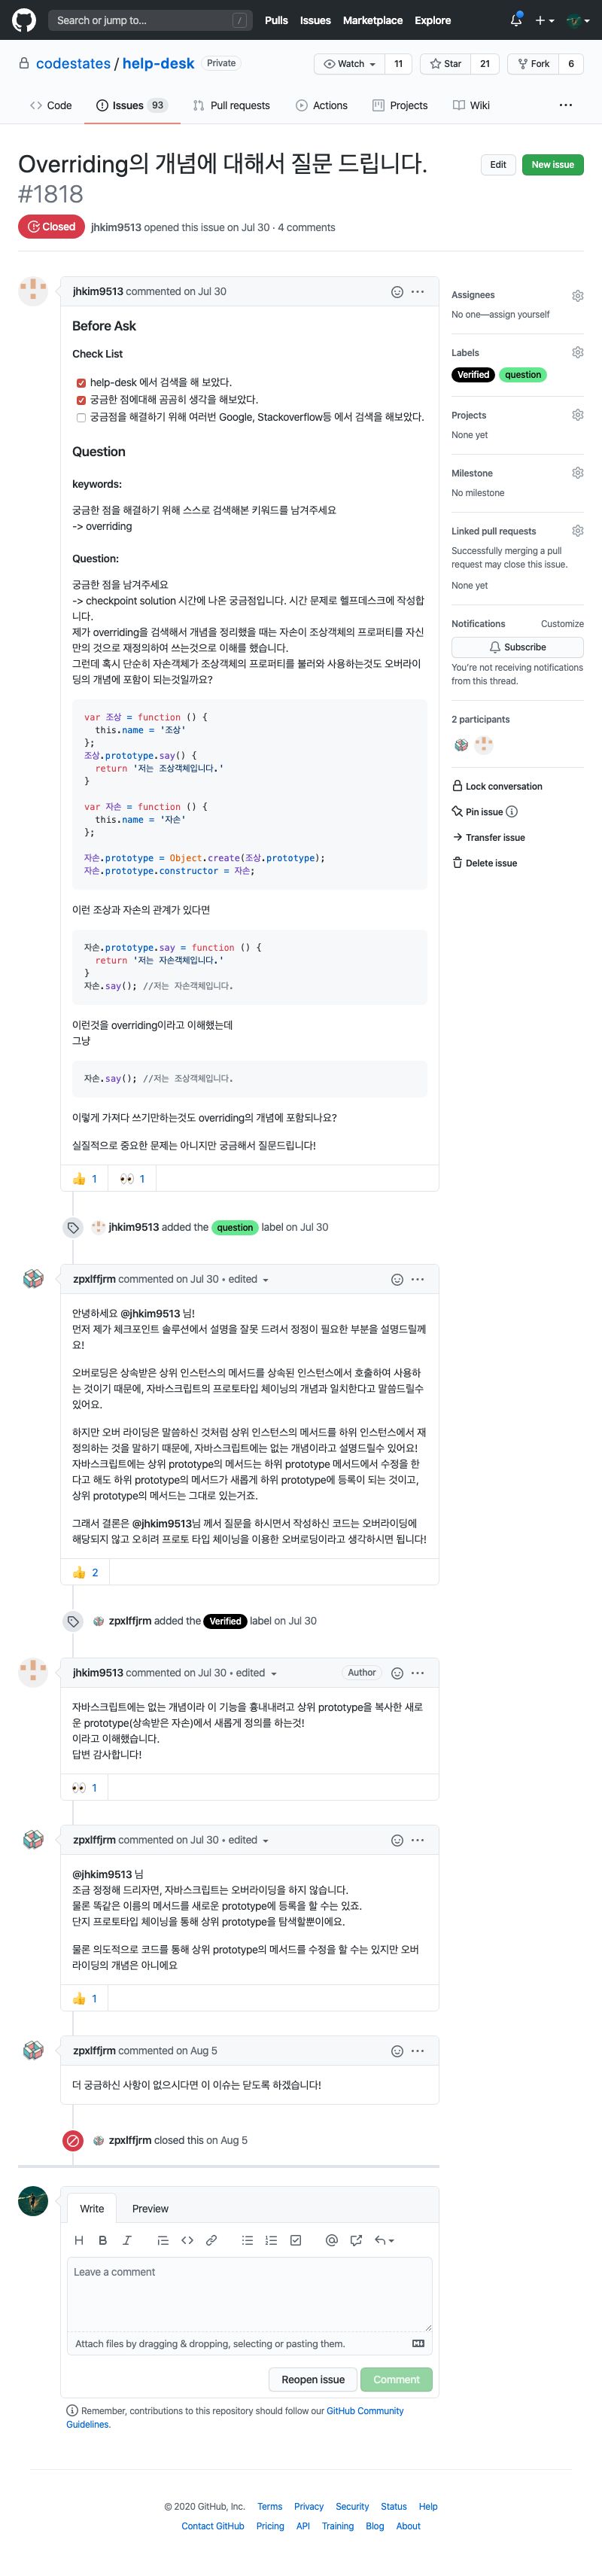 Search or jump to...
/
Pulls Issues Marketplace Explore
codestates / help-desk Private
Watch 11 Star 21 Fork 6
Code Issues 93 Pull requests Actions Projects Wiki
Overriding의 개념에 대해서 질문 드립니다.
#1818
Edit New issue
Closed jhkim9513 opened this issue on Jul 30 · 4 comments
jhkim9513 commented on Jul 30
Before Ask
Check List
help-desk 에서 검색을 해 보았다.
궁금한 점에대해 곰곰히 생각을 해보았다.
궁금점을 해결하기 위해 여러번 Google, Stackoverflow등 에서 검색을 해보았다.
Question
keywords:
궁금한 점을 해결하기 위해 스스로 검색해본 키워드를 남겨주세요
-> overriding
Question:
궁금한 점을 남겨주세요
-> checkpoint solution 시간에 나온 궁금점입니다. 시간 문제로 헬프데스크에 작성합
니다.
제가 overriding을 검색해서 개념을 정리했을 때는 자손이 조상객체의 프로퍼티를 자신
만의 것으로 재정의하여 쓰는것으로 이해를 했습니다.
그런데 혹시 단순히 자손객체가 조상객체의 프로퍼티를 불러와 사용하는것도 오버라이
딩의 개념에 포함이 되는것일까요?
var 조상 = function () {
this.name = '조상'
};
조상.prototype.say() {
return '저는 조상객체입니다.'
}
var 자손 = function () {
this.name = '자손'
};
자손.prototype = Object.create(조상.prototype);
자손.prototype.constructor = 자손;
이런 조상과 자손의 관계가 있다면
자손.prototype.say = function () {
return '저는 자손객체입니다.'
}
자손.say(); //저는 자손객체입니다.
이런것을 overriding이라고 이해했는데
그냥
자손.say(); //저는 조상객체입니다.
이렇게 가져다 쓰기만하는것도 overriding의 개념에 포함되나요?
실질적으로 중요한 문제는 아니지만 궁금해서 질문드립니다!
👍 1 👀 1
jhkim9513 added the question label on Jul 30
zpxlffjrm commented on Jul 30 • edited
안녕하세요 @jhkim9513 님!
먼저 제가 체크포인트 솔루션에서 설명을 잘못 드려서 정정이 필요한 부분을 설명드릴께
요!
오버로딩은 상속받은 상위 인스턴스의 메서드를 상속된 인스턴스에서 호출하여 사용하
는 것이기 때문에, 자바스크립트의 프로토타입 체이닝의 개념과 일치한다고 말씀드릴수
있어요.
하지만 오버 라이딩은 말씀하신 것처럼 상위 인스턴스의 메서드를 하위 인스턴스에서 재
정의하는 것을 말하기 때문에, 자바스크립트에는 없는 개념이라고 설명드릴수 있어요!
자바스크립트에는 상위 prototype의 메서드는 하위 prototype 메서드에서 수정을 한
다고 해도 하위 prototype의 메서드가 새롭게 하위 prototype에 등록이 되는 것이고,
상위 prototype의 메서드는 그대로 있는거죠.
그래서 결론은 @jhkim9513님 께서 질문을 하시면서 작성하신 코드는 오버라이딩에
해당되지 않고 오히려 프로토 타입 체이닝을 이용한 오버로딩이라고 생각하시면 됩니다!
👍 2
zpxlffjrm added the Verified label on Jul 30
jhkim9513 commented on Jul 30 • edited Author
자바스크립트에는 없는 개념이라 이 기능을 흉내내려고 상위 prototype을 복사한 새로
운 prototype(상속받은 자손)에서 새롭게 정의를 하는것!
이라고 이해했습니다.
답변 감사합니다!
👀 1
zpxlffjrm commented on Jul 30 • edited
@jhkim9513 님
조금 정정해 드리자면, 자바스크립트는 오버라이딩을 하지 않습니다.
물론 똑같은 이름의 메서드를 새로운 prototype에 등록을 할 수는 있죠.
단지 프로토타입 체이닝을 통해 상위 prototype을 탐색할뿐이에요.
물론 의도적으로 코드를 통해 상위 prototype의 메서드를 수정을 할 수는 있지만 오버
라이딩의 개념은 아니에요
👍 1
zpxlffjrm commented on Aug 5
더 궁금하신 사항이 없으시다면 이 이슈는 닫도록 하겠습니다!
zpxlffjrm closed this on Aug 5
Write Preview
Leave a comment
Attach files by dragging & dropping, selecting or pasting them.
Reopen issue Comment
Remember, contributions to this repository should follow our GitHub Community
Guidelines.
Assignees
No one—assign yourself
Labels
Verified question
Projects
None yet
Milestone
No milestone
Linked pull requests
Successfully merging a pull
request may close this issue.
None yet
Notifications Customize
Subscribe
You're not receiving notifications
from this thread.
2 participants
Lock conversation
Pin issue
Transfer issue
Delete issue
© 2020 GitHub, Inc. Terms Privacy Security Status Help
Contact GitHub Pricing API Training Blog About